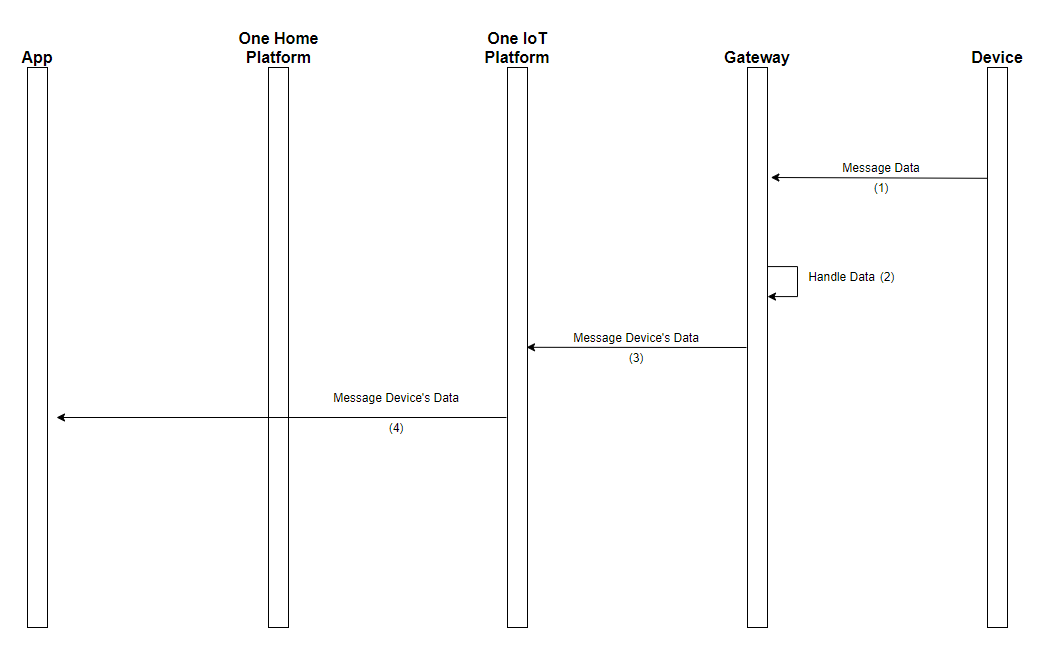 One Home
Platform
One IoT
Platform
App
Gateway
Device
Message Data
(1)
Handle Data (2)
Message Device's Data
(3)
Message Device's Data
(4)